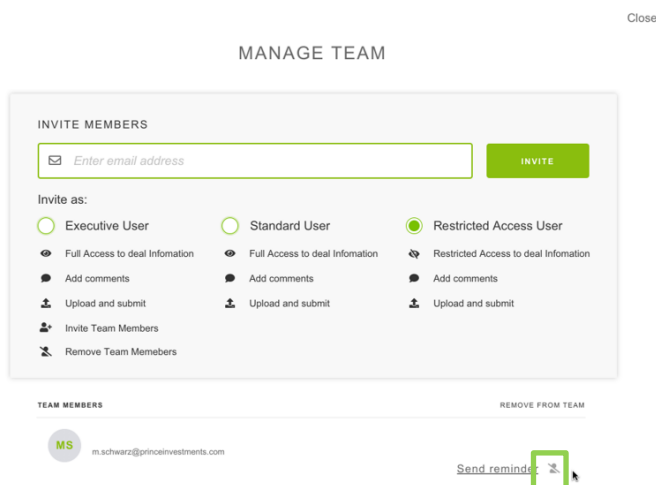 Close
MANAGE TEAM
INVITE MEMBERS
Enter email address
INVITE
Invite as:
Executive User
Standard User
Restricted Access User
Full Access to deal Infomation
Full Access to deal Infomation
Restricted Access to deal Infomation
Add comments
Add comments
Add comments
Upload and submit
Upload and submit
Upload and submit
Invite Team Members
Remove Team Memebers
TEAM MEMBERS
REMOVE FROM TEAM
MS
m.schwarz@princeinvestments.com
Send reminder